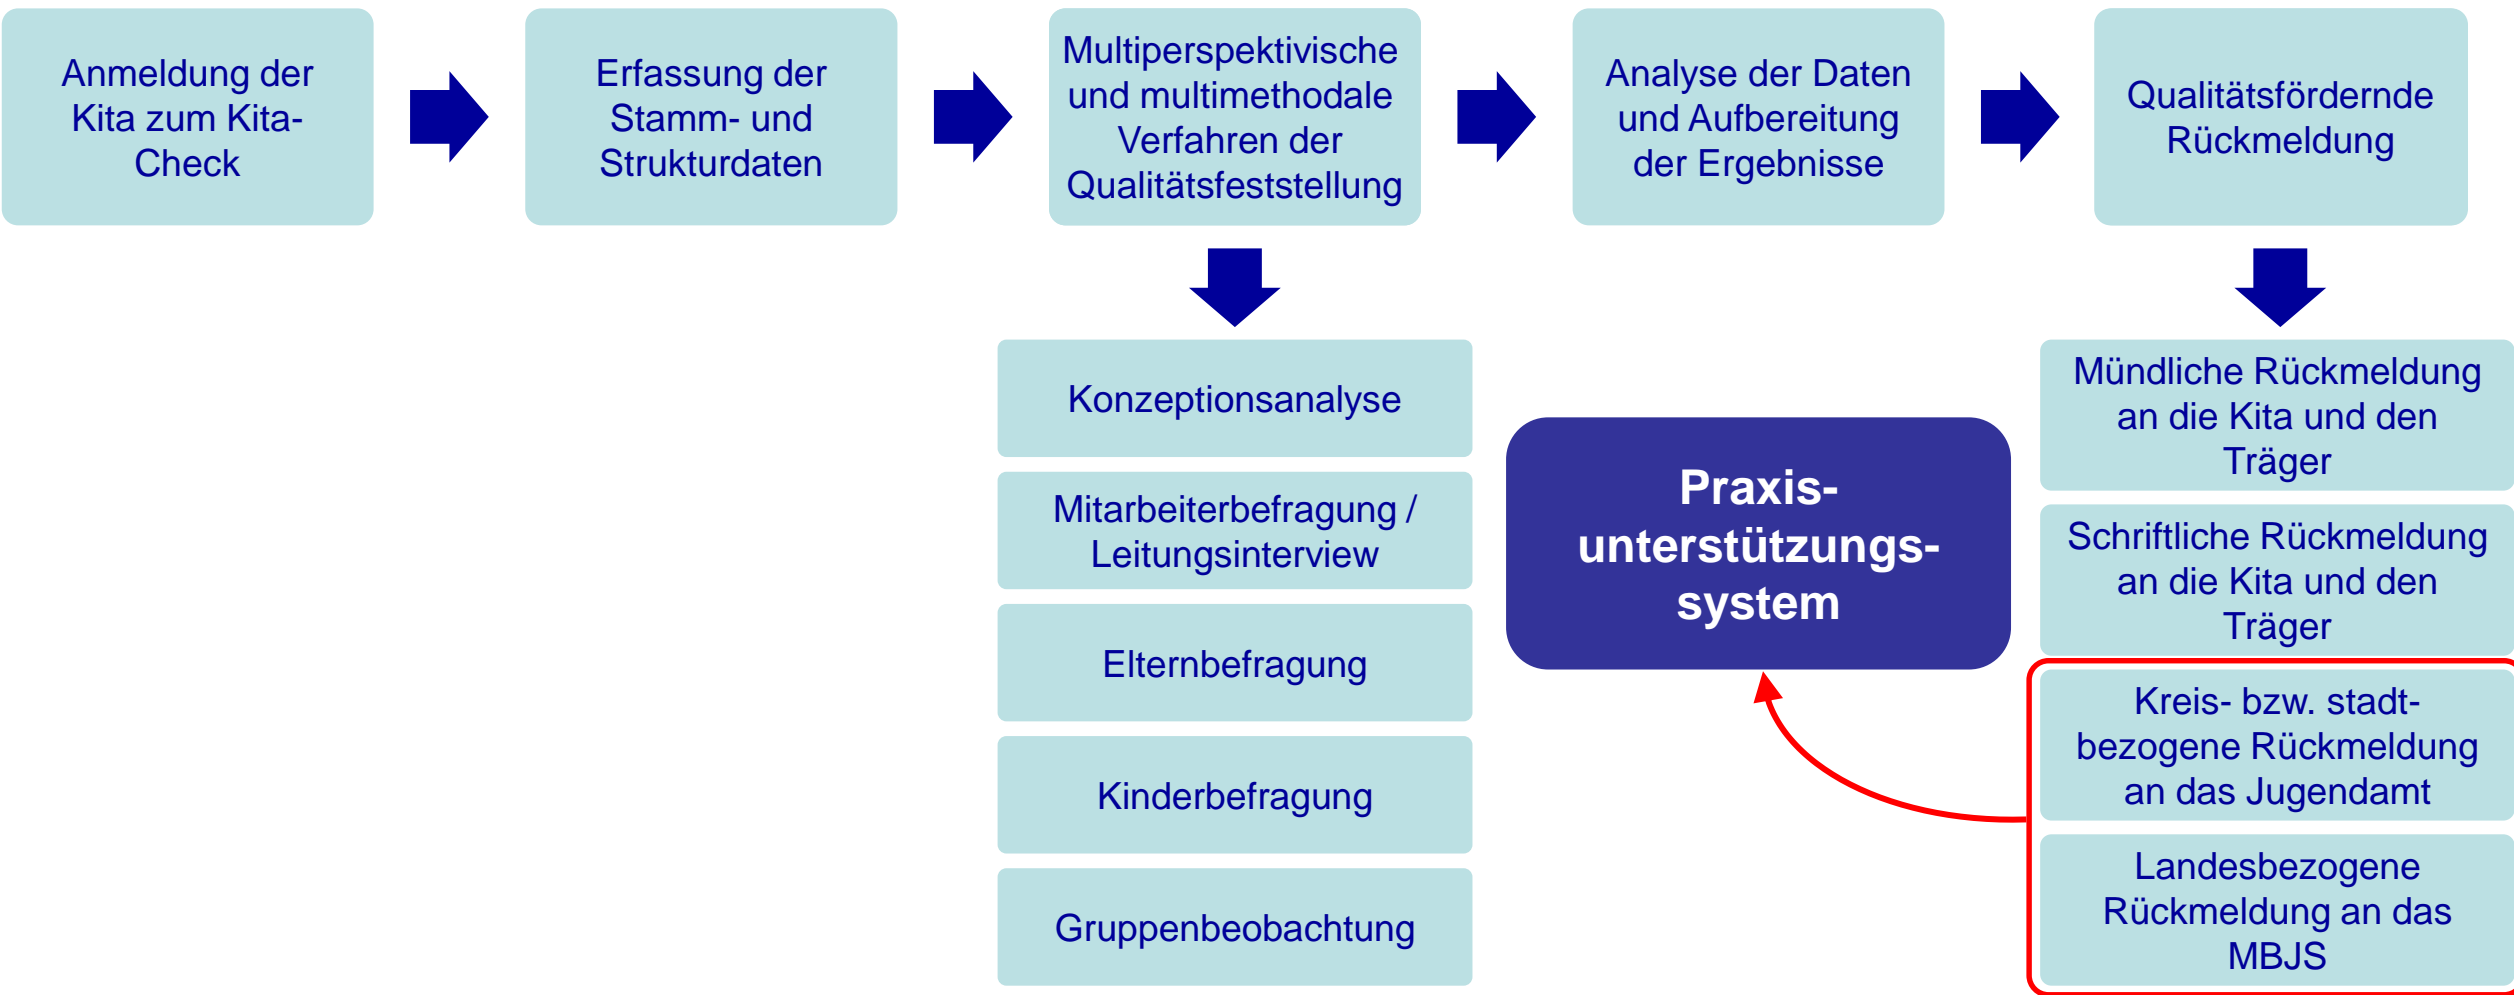 Anmeldung der
Kita zum Kita-
Check
Erfassung der
Stamm- und
Strukturdaten
Multiperspektivische
und multimethodale
Verfahren der
Qualitätsfeststellung
Analyse der Daten
und Aufbereitung
der Ergebnisse
Qualitätsfördernde
Rückmeldung
Konzeptionsanalyse
Mitarbeiterbefragung /
Leitungsinterview
Elternbefragung
Kinderbefragung
Gruppenbeobachtung
Praxis-
unterstützungs-
system
Mündliche Rückmeldung
an die Kita und den
Träger
Schriftliche Rückmeldung
an die Kita und den
Träger
Kreis- bzw. stadt-
bezogene Rückmeldung
an das Jugendamt
Landesbezogene
Rückmeldung an das
MBJS